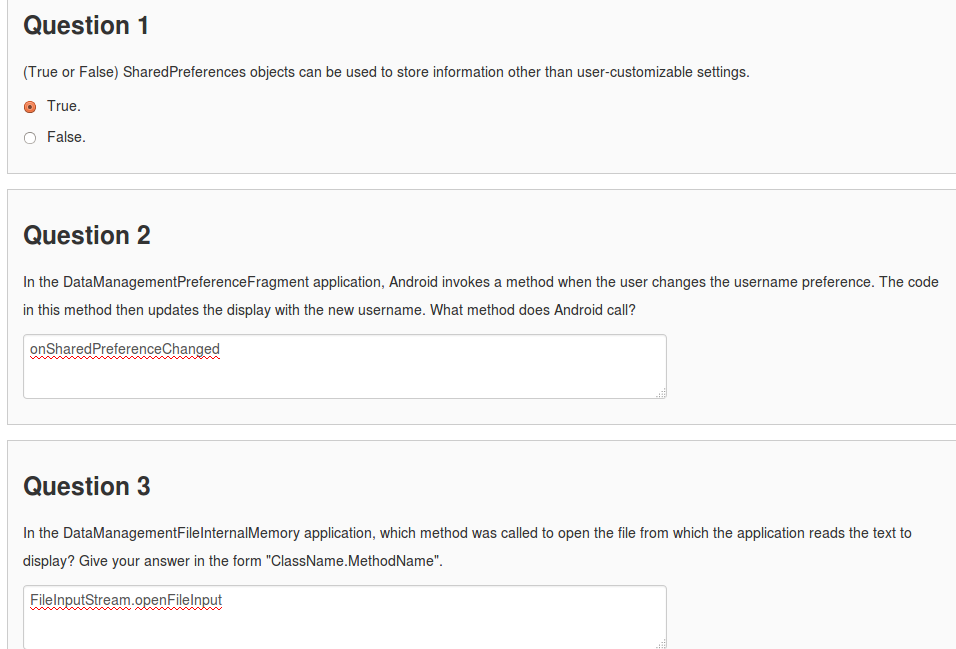 Question 1
(True or False) SharedPreferences objects can be used to store information other than user-customizable settings.
True.
False.
Question 2
In the DataManagementPreferenceFragment application, Android invokes a method when the user changes the username preference. The code
in this method then updates the display with the new username. What method does Android call?
onSharedPreferenceChanged
Question 3
In the DataManagementFileInternalMemory application, which method was called to open the file from which the application reads the text to
display? Give your answer in the form "ClassName.MethodName".
FileInputStream.openFileInput